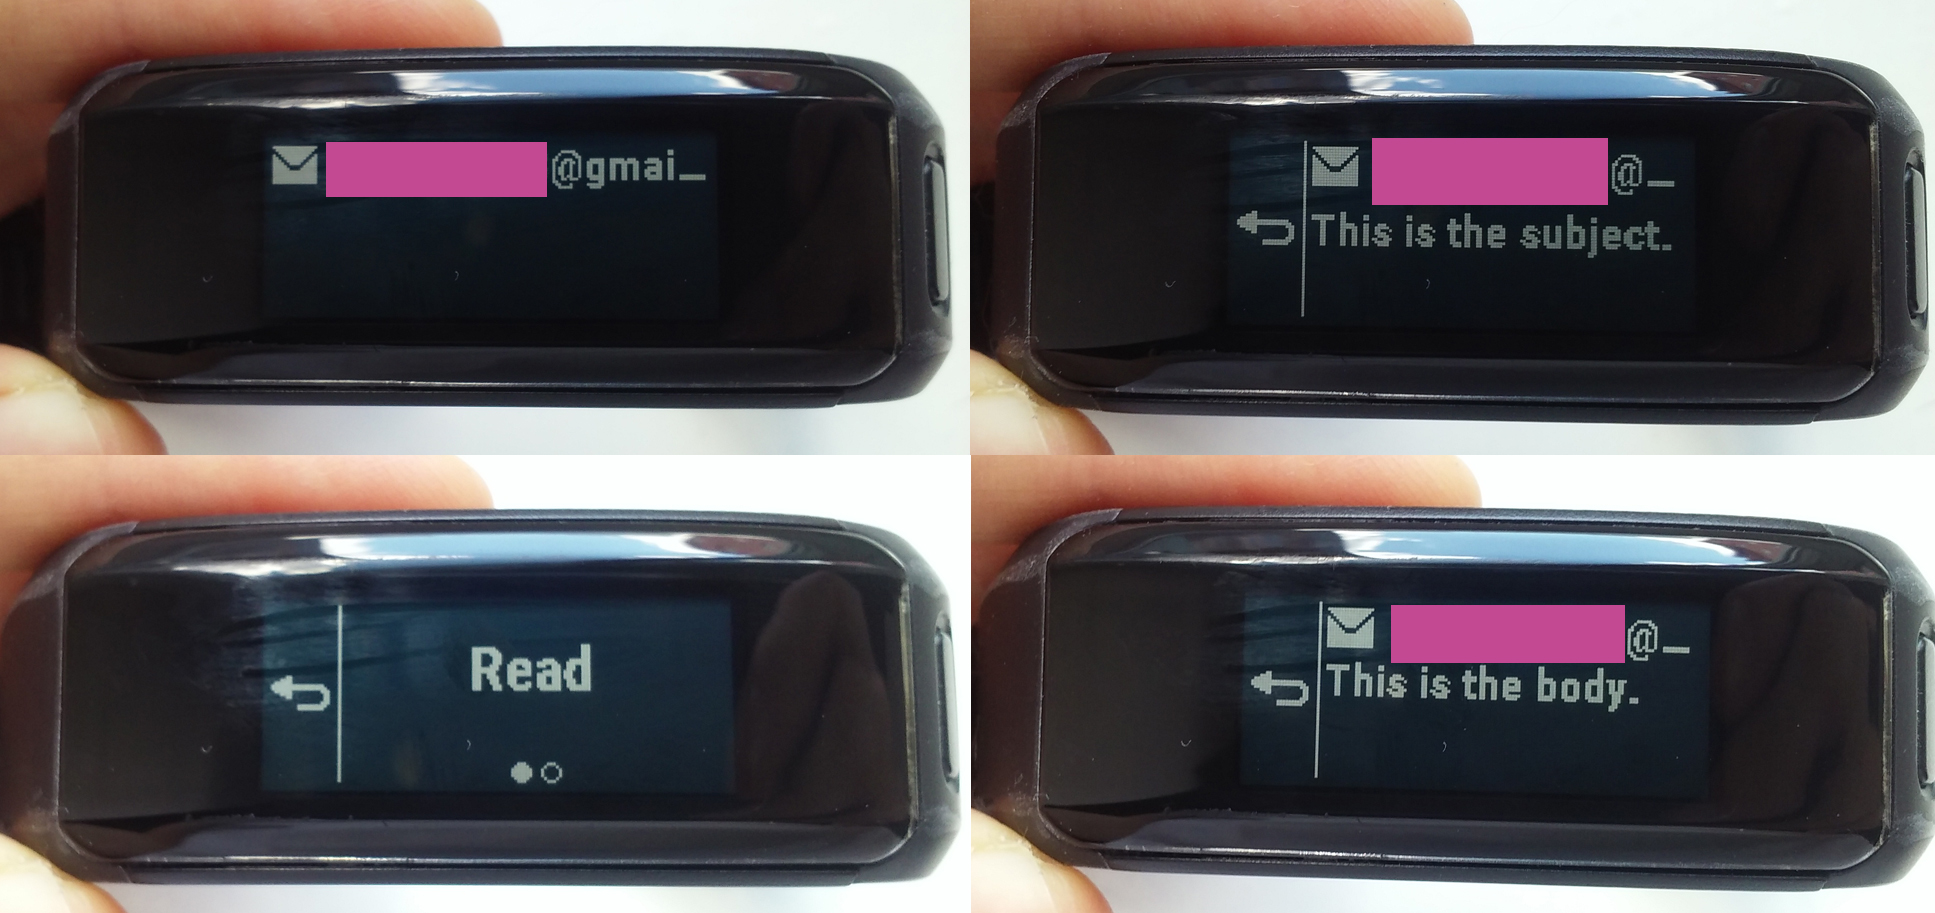 @gmai_
@_
This is the subject.
Read
@_
This is the body.